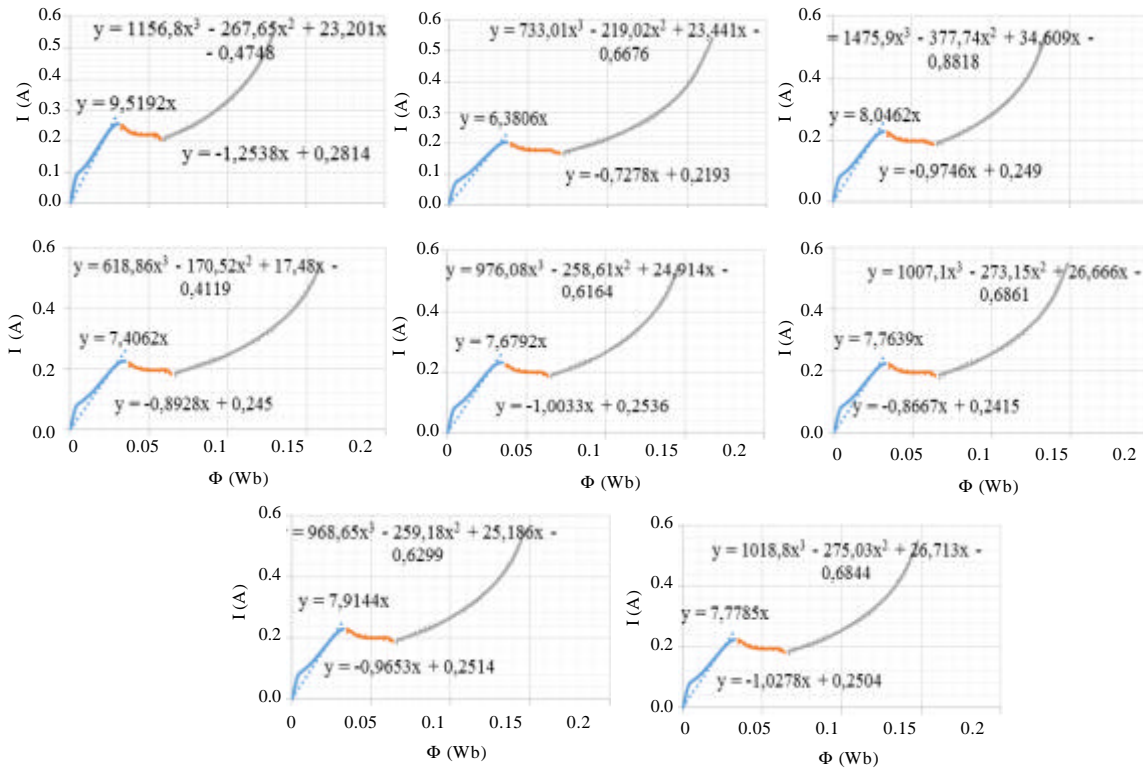 0.6
y = 1156,8x³ - 267,65x² + 23,201x
- 0,4748
0.5
0.4
I (A)
0.3
y = 9,5192x
0.2
y = -1,2538x + 0,2814
0.1
0.0
0.6
y = 733,01x³ - 219,02x² + 23,441x -
0,6676
0.5
0.4
I (A)
0.3
6,3806x
0.2
y = -0,7278x + 0,2193
0.1
0.0
0.6
= 1475,9x³ - 377,74x² + 34,609x -
0,8818
0.4
I (A)
y = 8,0462x
0.2
y = -0,9746x + 0,249
0.0
0.6
y = 618,86x³ - 170,52x² + 17,48x -
0,4119
0.4
I (A)
y = 7,4062x
0.2
y = -0,8928x + 0,245
0.0
0 0.05 0.1 0.15 0.2
Φ (Wb)
0.6
y = 976,08x³ - 258,61x² + 24,914x -
0,6164
0.4
I (A)
y = 7,6792x
0.2
y = -1,0033x + 0,2536
0.0
0 0.05 0.1 0.15 0.2
Φ (Wb)
0.6
y = 1007,1x³ - 273,15x² + 26,666x -
0,6861
0.4
I (A)
y = 7,7639x
0.2
y = -0,8667x + 0,2415
0.0
0 0.05 0.1 0.15 0.2
Φ (Wb)
0.6
= 968,65x³ - 259,18x² + 25,186x -
0,6299
0.4
I (A)
y = 7,9144x
0.2
y = -0,9653x + 0,2514
0.0
0 0.05 0.1 0.15 0.2
Φ (Wb)
0.6
y = 1018,8x³ - 275,03x² + 26,713x -
0,6844
0.4
I (A)
y = 7,7785x
0.2
y = -1,0278x + 0,2504
0.0
0 0.05 0.1 0.15 0.2
Φ (Wb)